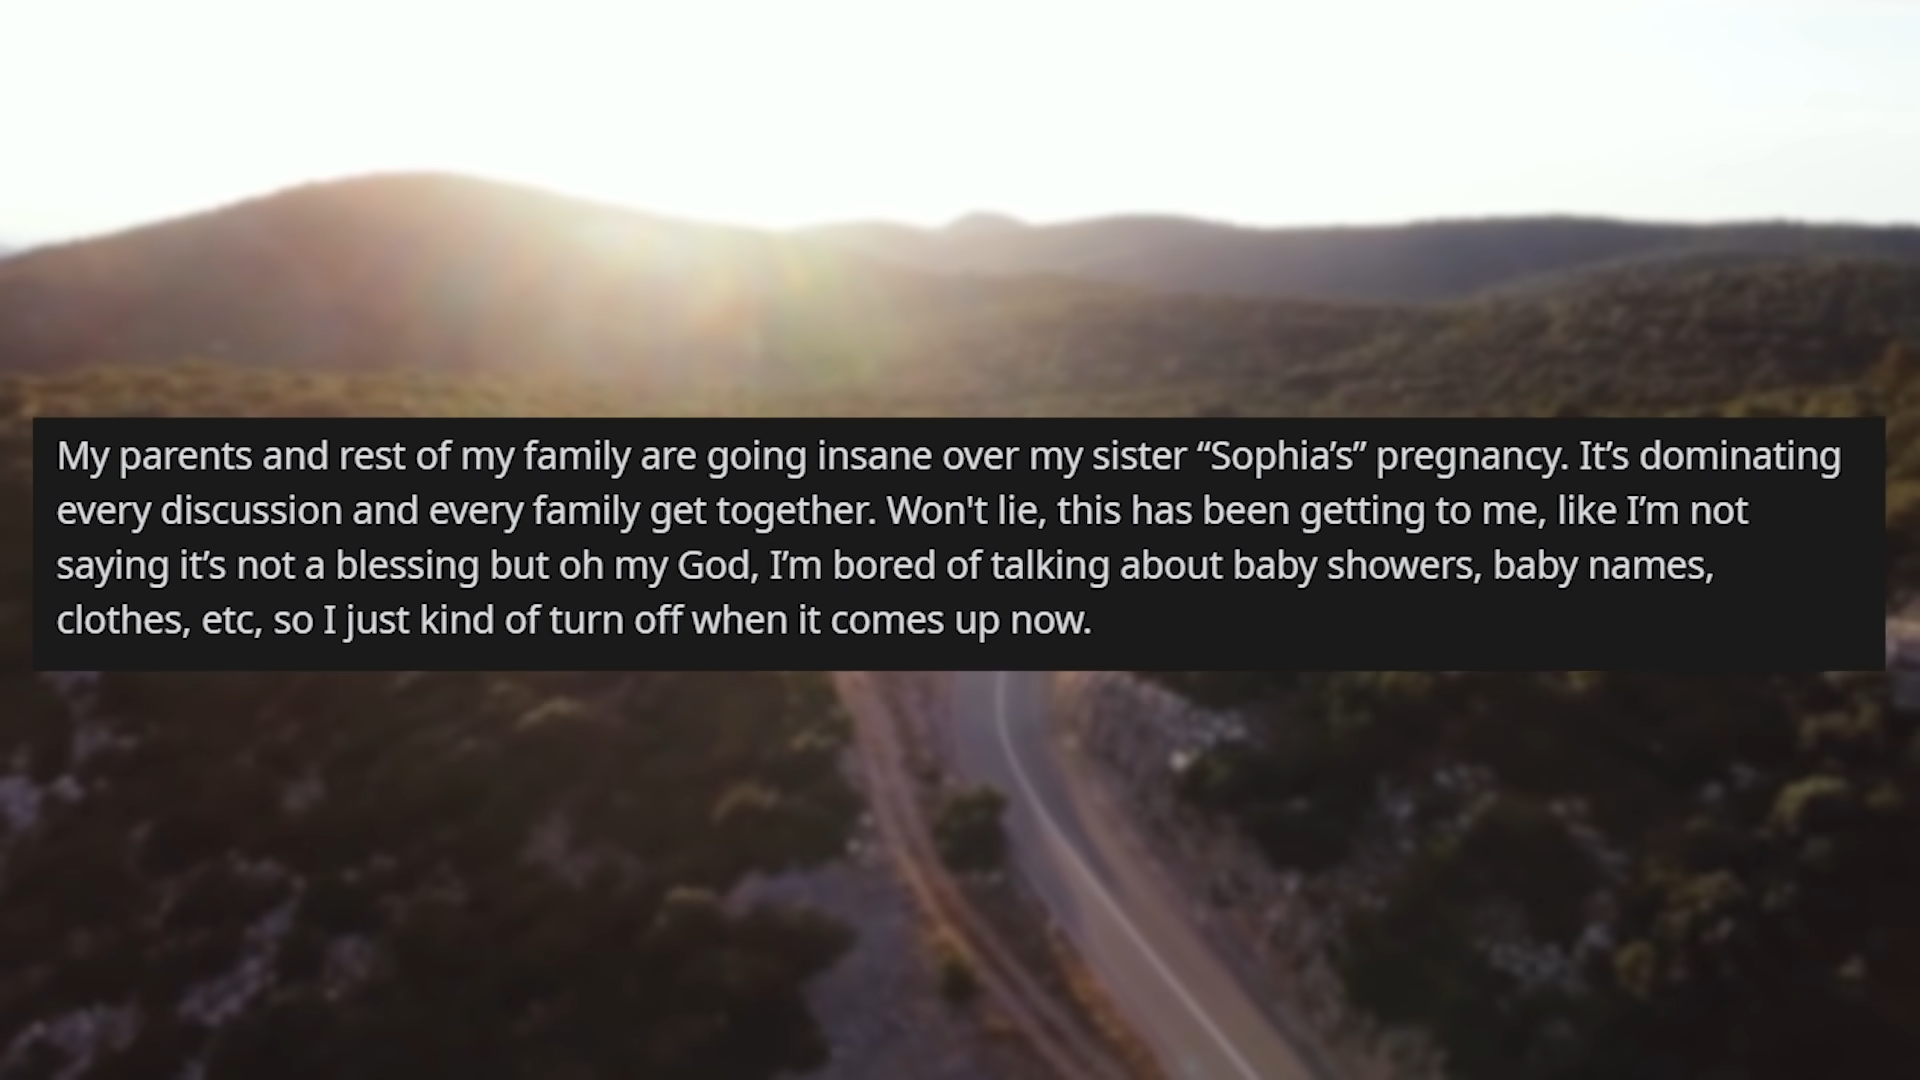 My parents and rest of my family are going insane over my sister “Sophia’s” pregnancy. It’s dominating
every discussion and every family get together. Won't lie, this has been getting to me, like I’m not
saying it’s not a blessing but oh my God, I’m bored of talking about baby showers, baby names,
clothes, etc, so I just kind of turn off when it comes up now.